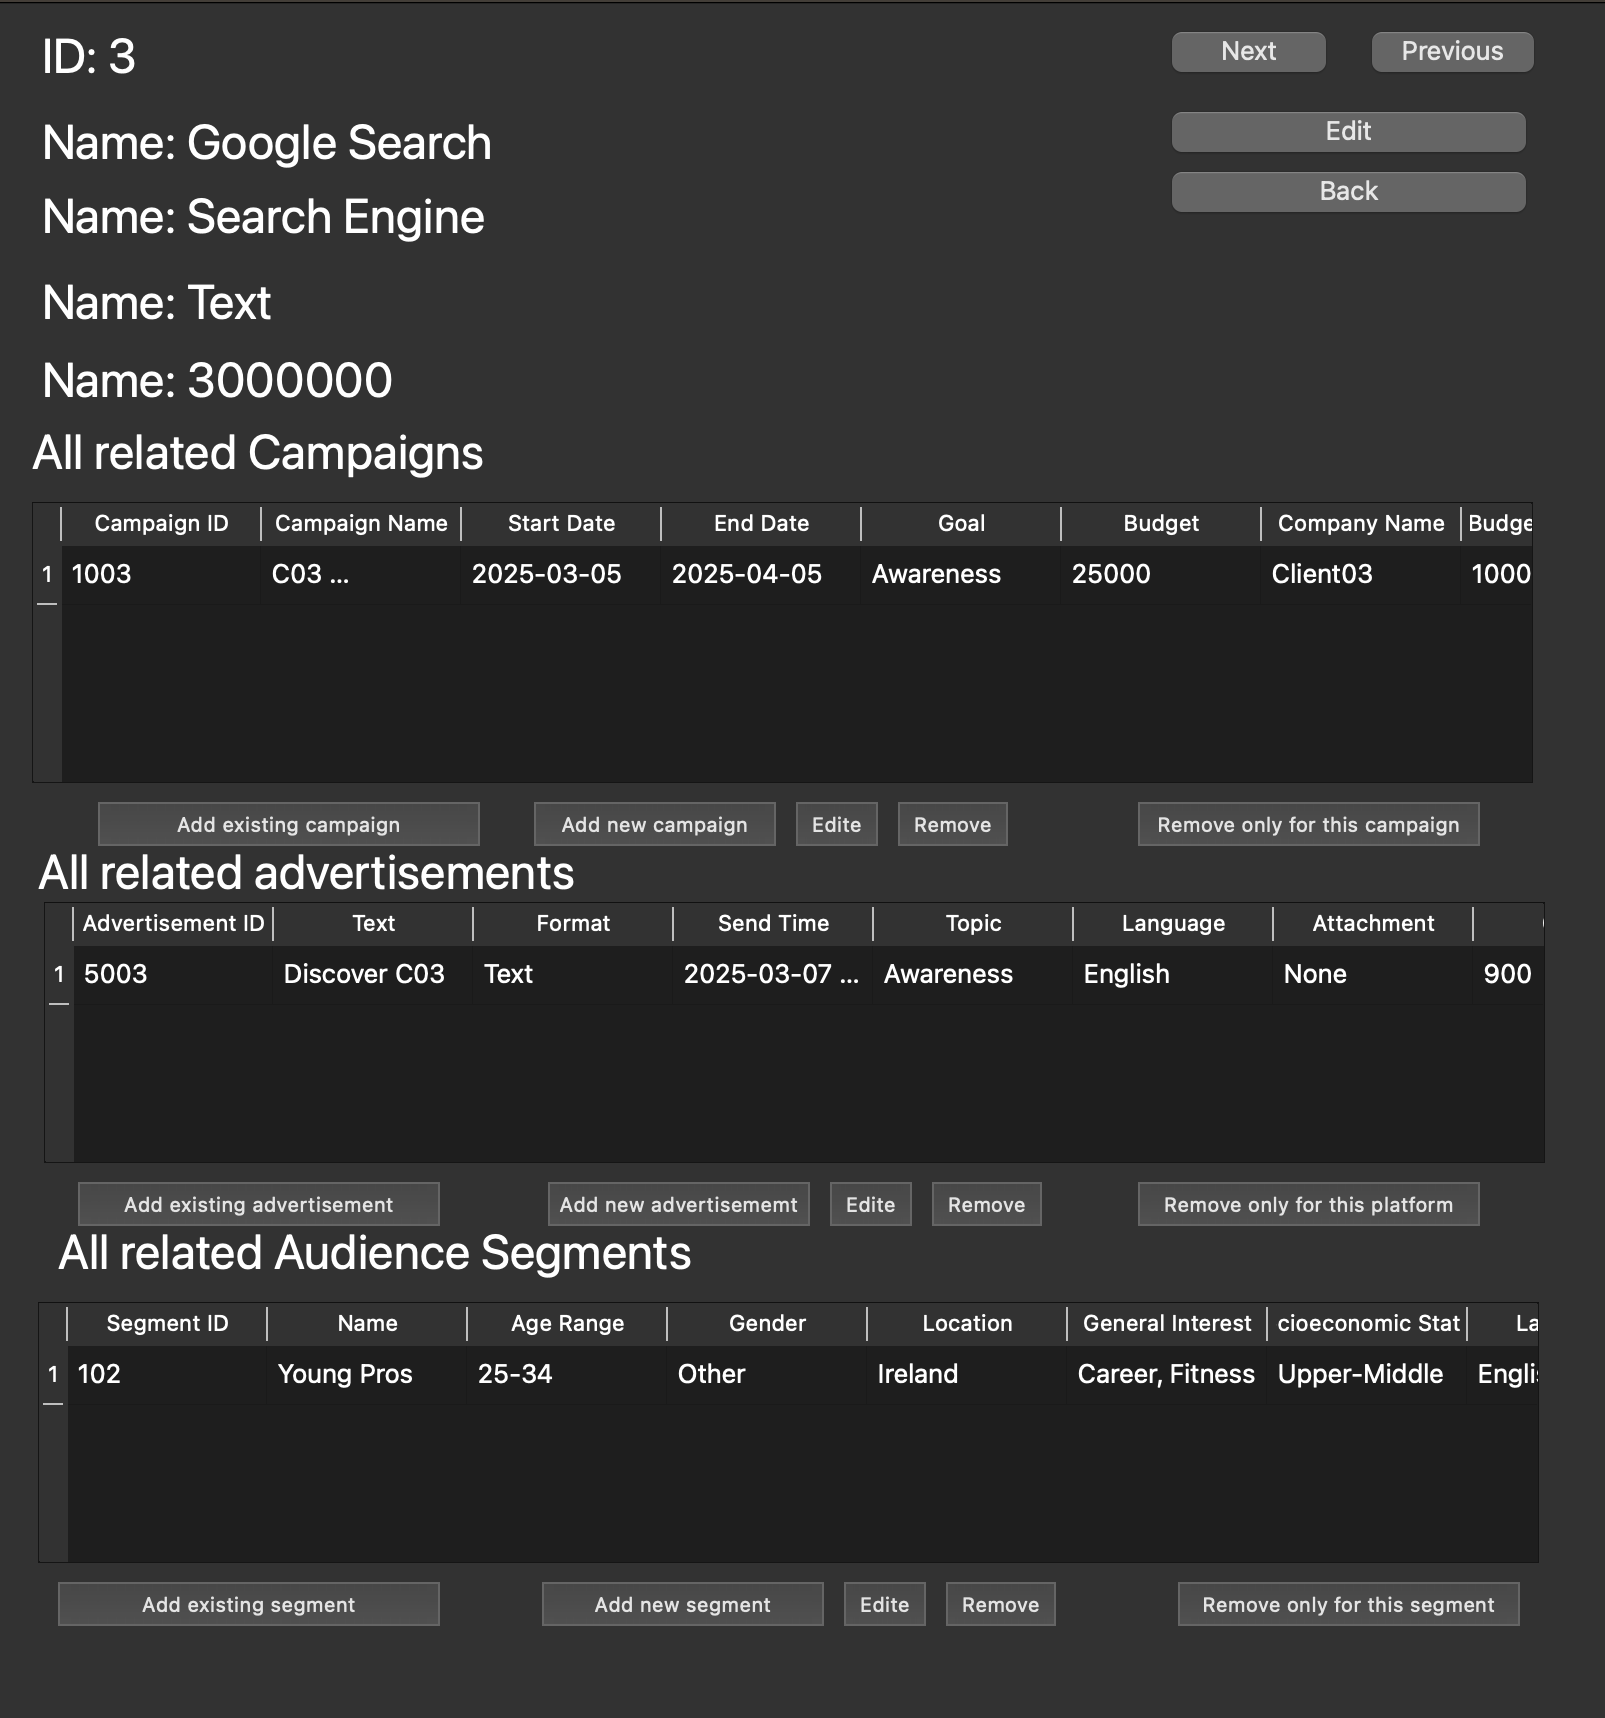 ID: 3
Next
Previous
Name: Google Search
Edit
Name: Search Engine
Back
Name: Text
Name: 3000000
All related Campaigns
Campaign ID Campaign Name Start Date End Date Goal Budget Company Name Budge
1 1003 C03 ... 2025-03-05 2025-04-05 Awareness 25000 Client03 1000
Add existing campaign Add new campaign Edite Remove Remove only for this campaign
All related advertisements
Advertisement ID Text Format Send Time Topic Language Attachment
1 5003 Discover C03 Text 2025-03-07 ... Awareness English None 900
Add existing advertisement Add new advertisememt Edite Remove Remove only for this platform
All related Audience Segments
Segment ID Name Age Range Gender Location General Interest cioeconomic Stat La
1 102 Young Pros 25-34 Other Ireland Career, Fitness Upper-Middle Englis
Add existing segment Add new segment Edite Remove Remove only for this segment